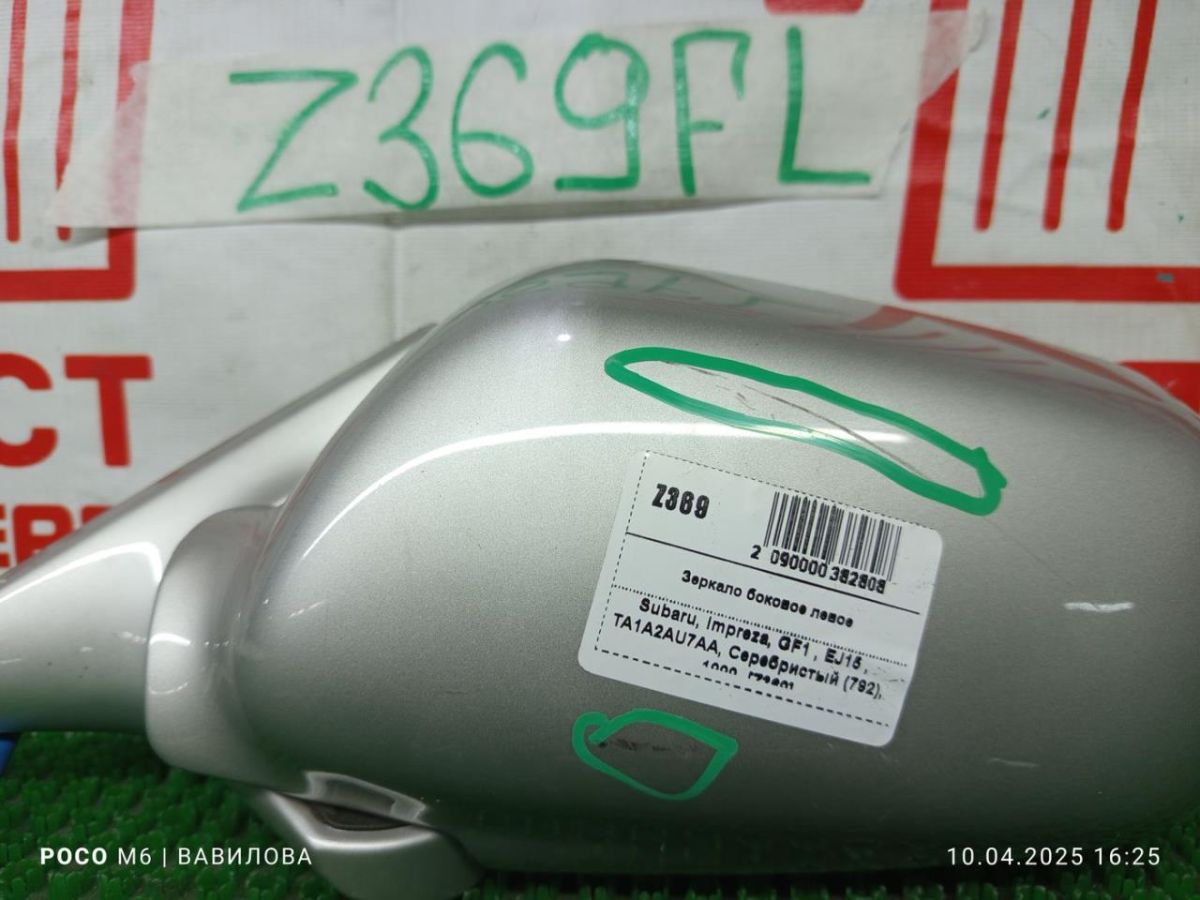 Z369FL
СТ
Z369
2 090000 382808
Зеркало боковое левое
Subaru, Impreza, GF1, EJ15,
TA1A2AU7AA, Серебристый (792),
POCO M6 | ВАВИЛОВА
10.04.2025 16:25